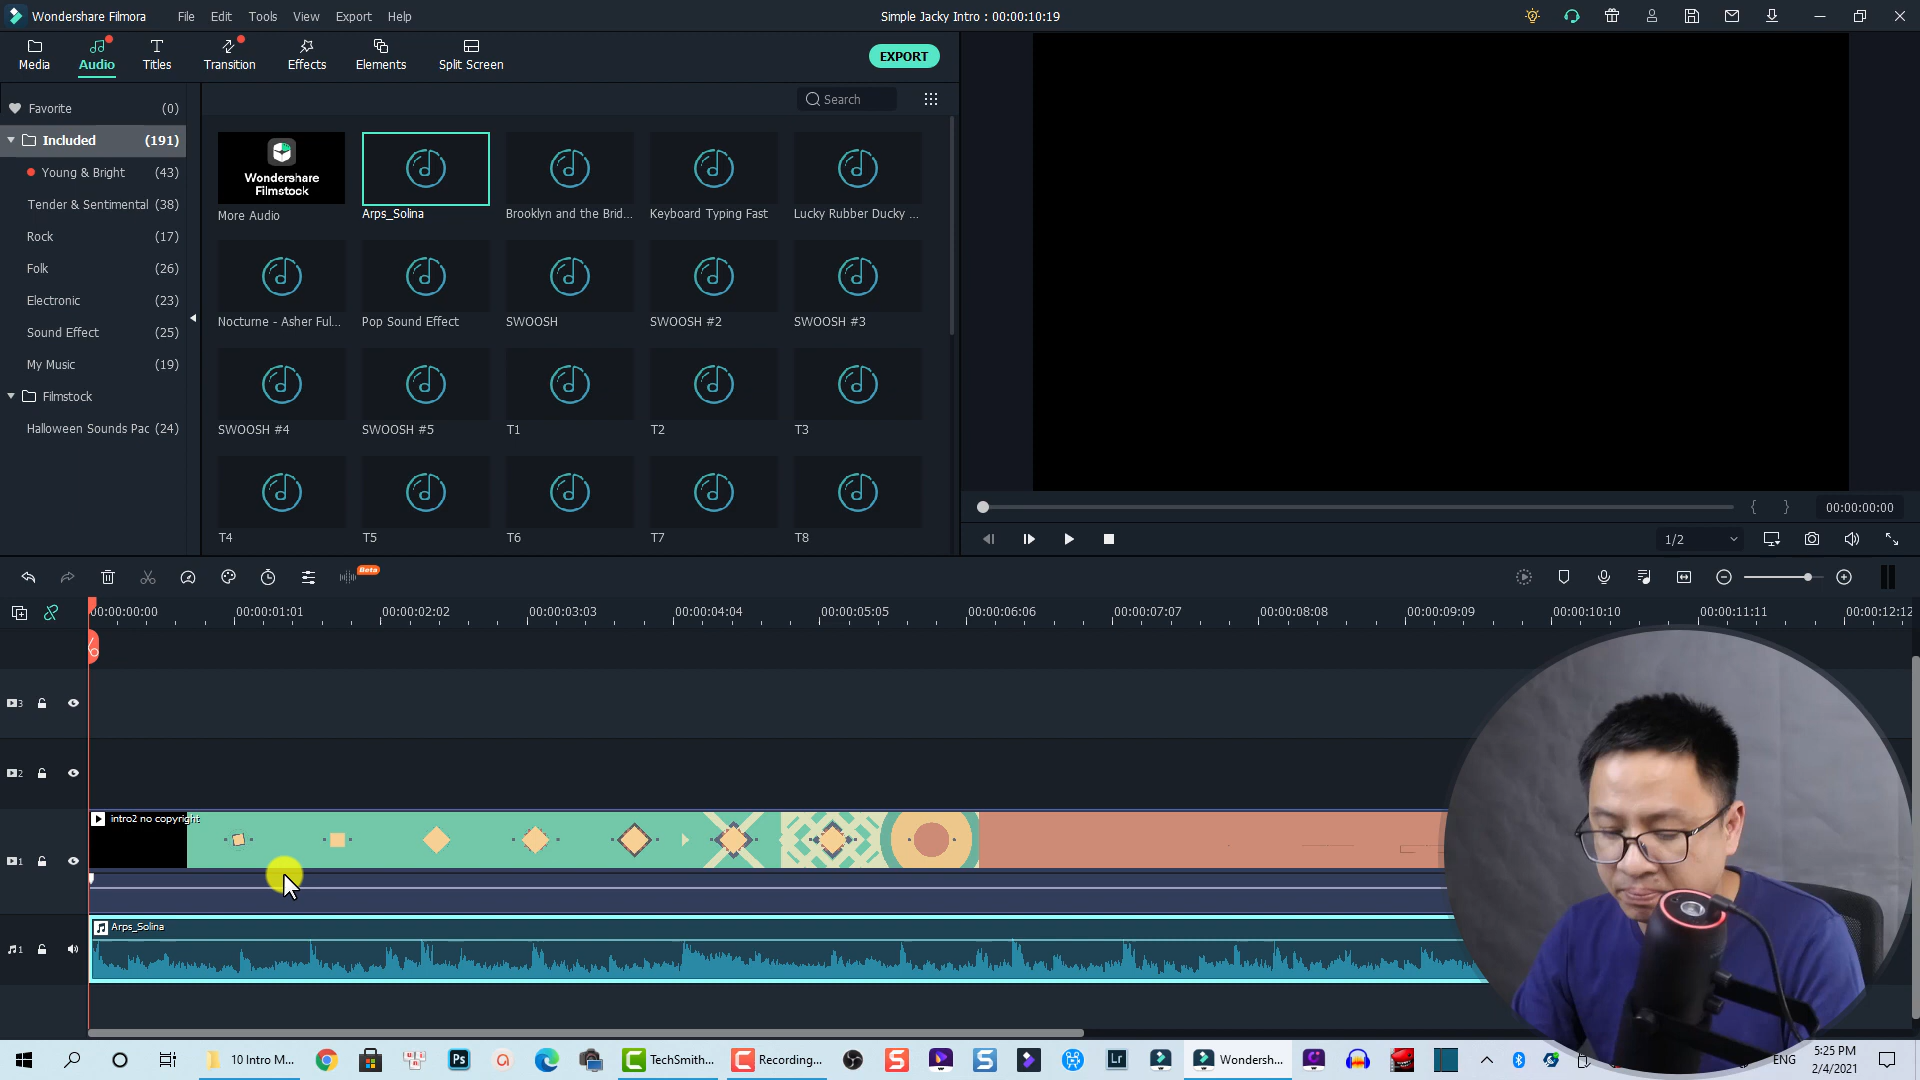 Wondershare Filmora
File
Edit
Tools
View
Export
Help
Simple Jacky Intro : 00:00:10:19
Media
Audio
Titles
Transition
Effects
Elements
Split Screen
EXPORT
Favorite (0)
Included (191)
Young & Bright (43)
Tender & Sentimental (38)
Rock (17)
Folk (26)
Electronic (23)
Sound Effect (25)
My Music (19)
Filmstock
Halloween Sounds Pac (24)
Search
Wondershare
Filmstock
More Audio
Arps_Solina
Brooklyn and the Brid...
Keyboard Typing Fast
Lucky Rubber Ducky ...
Nocturne - Asher Ful...
Pop Sound Effect
SWOOSH
SWOOSH #2
SWOOSH #3
SWOOSH #4
SWOOSH #5
T1
T2
T3
T4
T5
T6
T7
T8
{ }
00:00:00:00
1/2
Beta
00:00:00:00
00:00:01:01
00:00:02:02
00:00:03:03
00:00:04:04
00:00:05:05
00:00:06:06
00:00:07:07
00:00:08:08
00:00:09:09
00:00:10:10
00:00:11:11
00:00:12:12
3
2
intro2 no copyright
1
Arps_Solina
1
10 Intro M...
Ps
TechSmith...
Recording...
Lr
Wondersh...
ENG
5:25 PM
2/4/2021